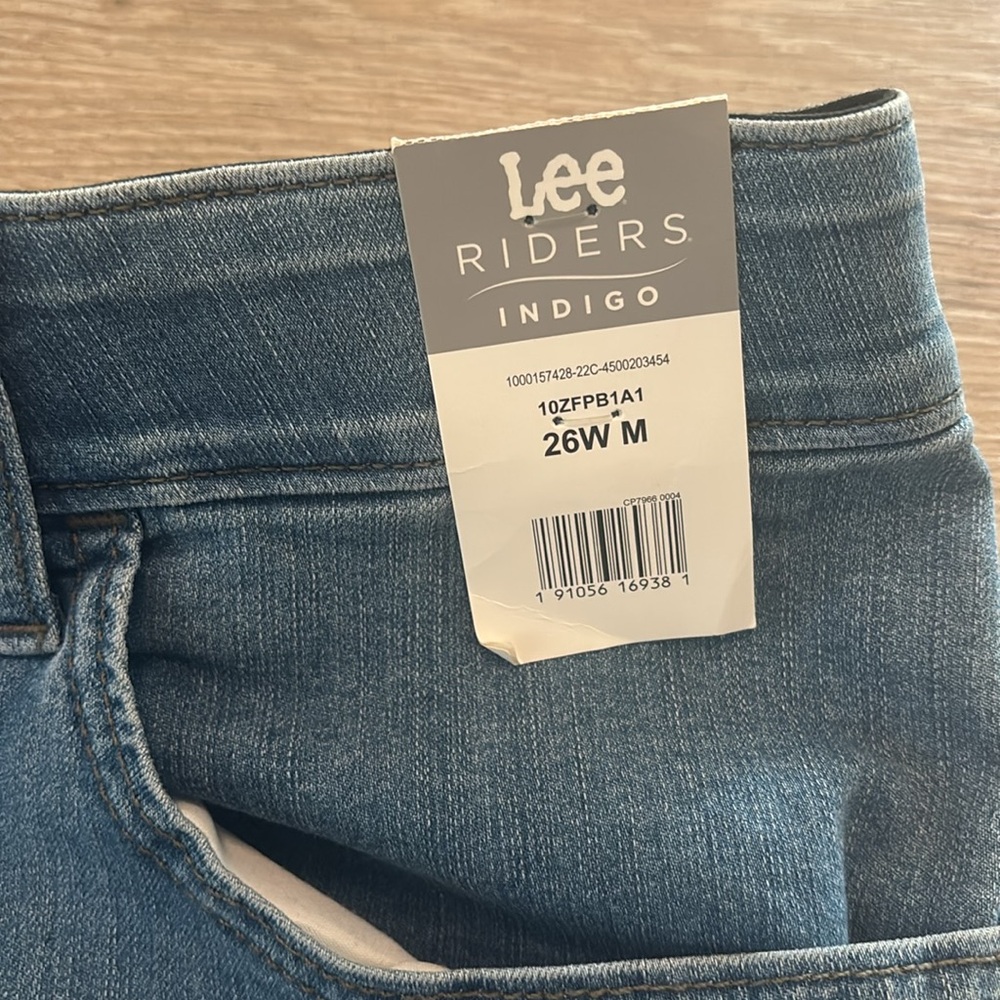 Lee
RIDERS
INDIGO
1000157428-22C-4500203454
10ZFPB1A1
26W M
CP7966 0004
1 91056 16938 1